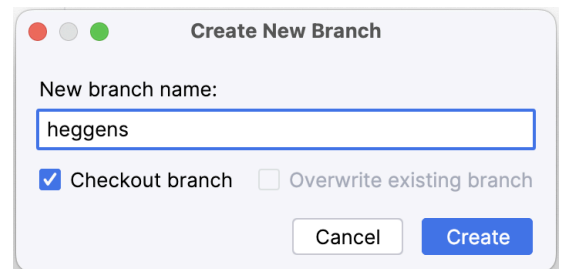 Create New Branch
New branch name:
heggens
Checkout branch Overwrite existing branch
Cancel Create